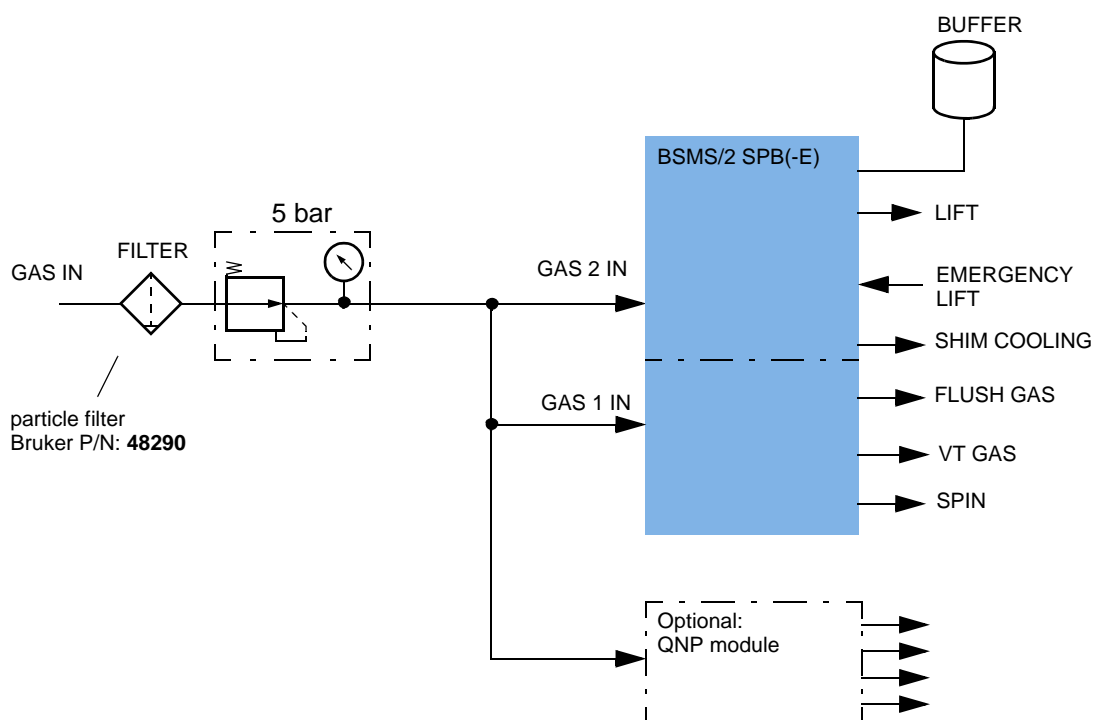 BUFFER
BSMS/2 SPB(-E)
5 bar
LIFT
FILTER
GAS IN
GAS 2 IN
EMERGENCY
LIFT
SHIM COOLING
FLUSH GAS
GAS 1 IN
particle filter
Bruker P/N: 48290
VT GAS
SPIN
Optional:
QNP module